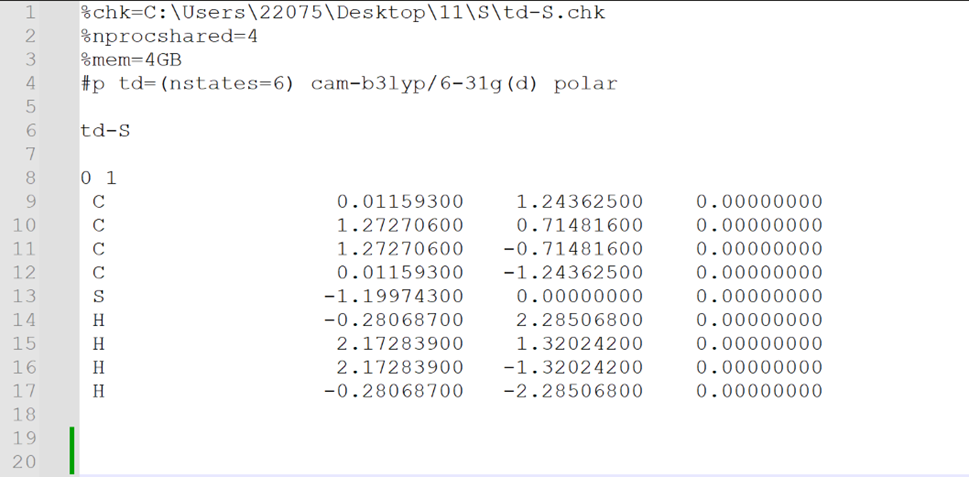 1 %chk=C:\Users\22075\Desktop\11\S\td-S.chk
2 %nprocshared=4
3 %mem=4GB
4 #p td=(nstates=6) cam-b3lyp/6-31g(d) polar
5
6 td-S
7
8 0 1
9 C 0.01159300 1.24362500 0.00000000
10 C 1.27270600 0.71481600 0.00000000
11 C 1.27270600 -0.71481600 0.00000000
12 C 0.01159300 -1.24362500 0.00000000
13 S -1.19974300 0.00000000 0.00000000
14 H -0.28068700 2.28506800 0.00000000
15 H 2.17283900 1.32024200 0.00000000
16 H 2.17283900 -1.32024200 0.00000000
17 H -0.28068700 -2.28506800 0.00000000
18
19
20